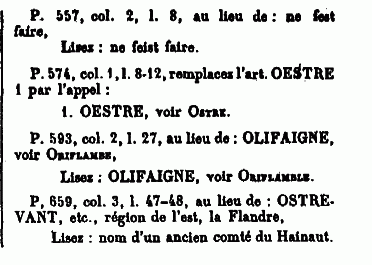 P. 557, col. 2, l. 8, au lieu de : ne fest
faire,
Lisez : ne feist faire.
P. 574, col. 1, l. 8-12, remplacez l'art. OESTRE
1 par l'appel :
1. OESTRE, voir OSTRE.
P. 593, col. 2, l. 27, au lieu de : OLIFAIGNE,
voir ORIFLAMBE,
Lisez : OLIFAIGNE, voir ORIFLAMBLE.
P, 659, col. 3, l. 47-48, au lieu de : OSTRE-
VANT, etc., région de l'est, la Flandre,
Lisez : nom d'un ancien comté du Hainaut.